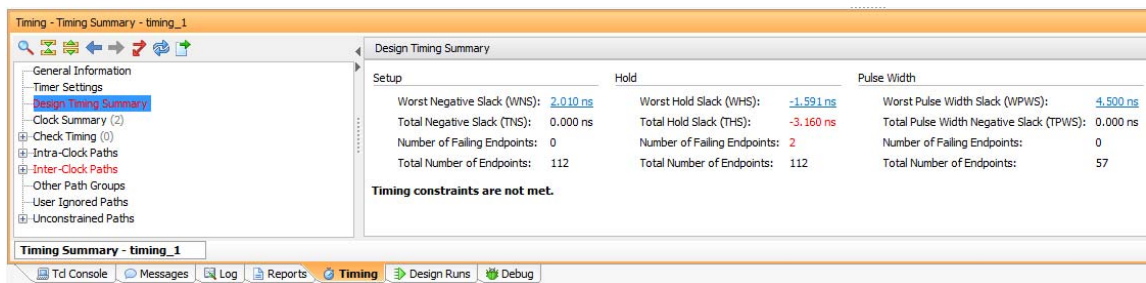 Timing - Timing Summary - timing_1
General Information
Timer Settings
Design Timing Summary
Clock Summary (2)
Check Timing (0)
Intra-Clock Paths
Inter-Clock Paths
Other Path Groups
User Ignored Paths
Unconstrained Paths
Timing Summary - timing_1
Design Timing Summary
Setup Hold Pulse Width
Worst Negative Slack (WNS): 2.010 ns Worst Hold Slack (WHS): -1.591 ns Worst Pulse Width Slack (WPWS): 4.500 ns
Total Negative Slack (TNS): 0.000 ns Total Hold Slack (THS): -3.160 ns Total Pulse Width Negative Slack (TPWS): 0.000 ns
Number of Failing Endpoints: 0 Number of Failing Endpoints: 2 Number of Failing Endpoints: 0
Total Number of Endpoints: 112 Total Number of Endpoints: 112 Total Number of Endpoints: 57
Timing constraints are not met.
Tcl Console Messages Log Reports Timing Design Runs Debug